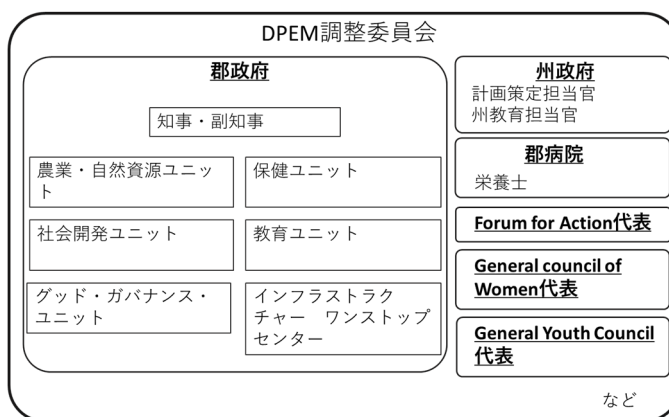 DPEM調整委員会
郡政府
知事・副知事
農業・自然資源ユニッ
ト
保健ユニット
社会開発ユニット
教育ユニット
グッド・ガバナンス・
ユニット
インフラストラク
チャー　ワンストップ
センター
州政府
計画策定担当官
州教育担当官
郡病院
栄養士
Forum for Action代表
General council of
Women代表
General Youth Council
代表
など